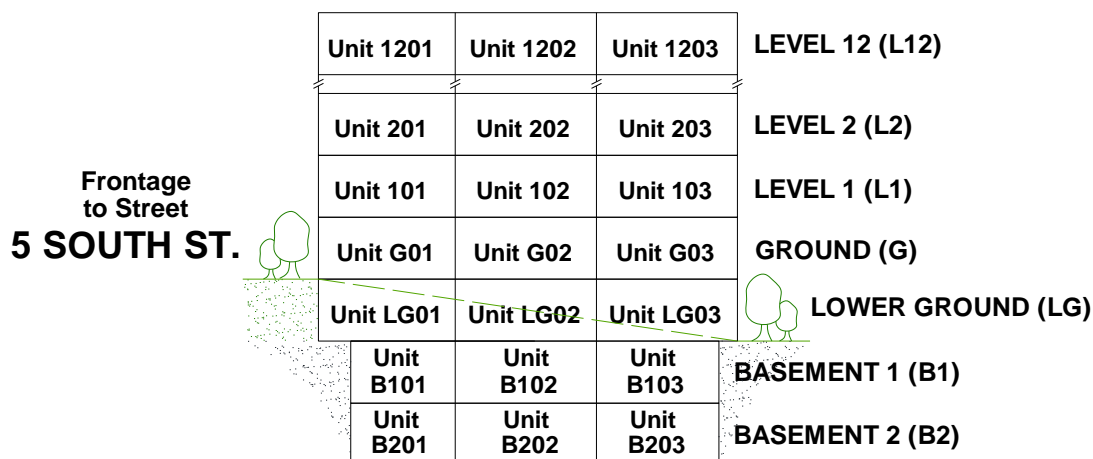 Unit 1201 Unit 1202 Unit 1203 LEVEL 12 (L12)
Unit 201 Unit 202 Unit 203 LEVEL 2 (L2)
Unit 101 Unit 102 Unit 103 LEVEL 1 (L1)
Frontage
to Street
5 SOUTH ST.
Unit G01 Unit G02 Unit G03 GROUND (G)
Unit LG01 Unit LG02 Unit LG03 LOWER GROUND (LG)
Unit B101 Unit B102 Unit B103 BASEMENT 1 (B1)
Unit B201 Unit B202 Unit B203 BASEMENT 2 (B2)